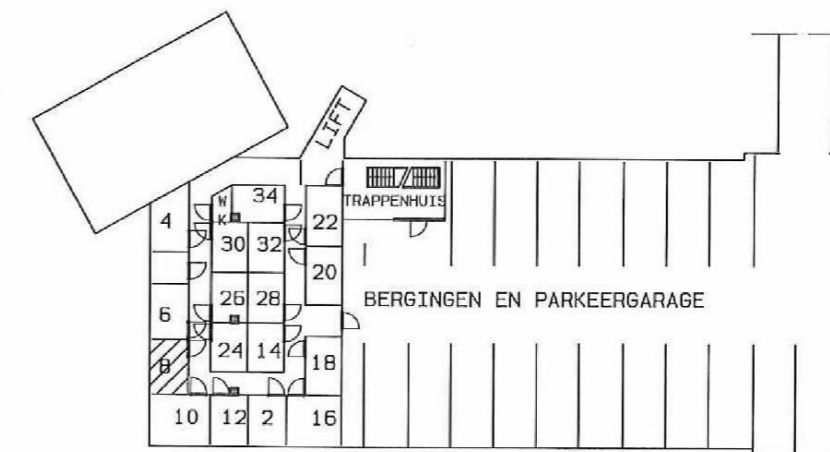 LIFT
34
W
K
TRAPPENHUIS
4
22
30 32
20
26 28
BERGINGEN EN PARKEERGARAGE
6
24 14
18
8
10 12 2 16